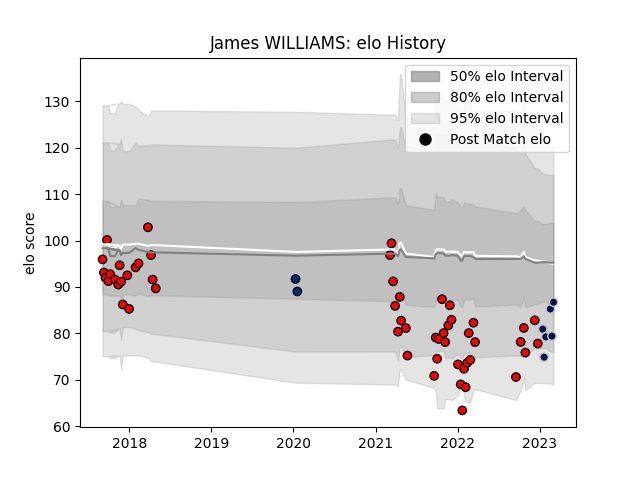 James WILLIAMS: elo History
50% elo Interval
80% elo Interval
95% elo Interval
Post Match elo
elo score
130
120
110
100
90
80
70
60
2018
2019
2020
2021
2022
2023